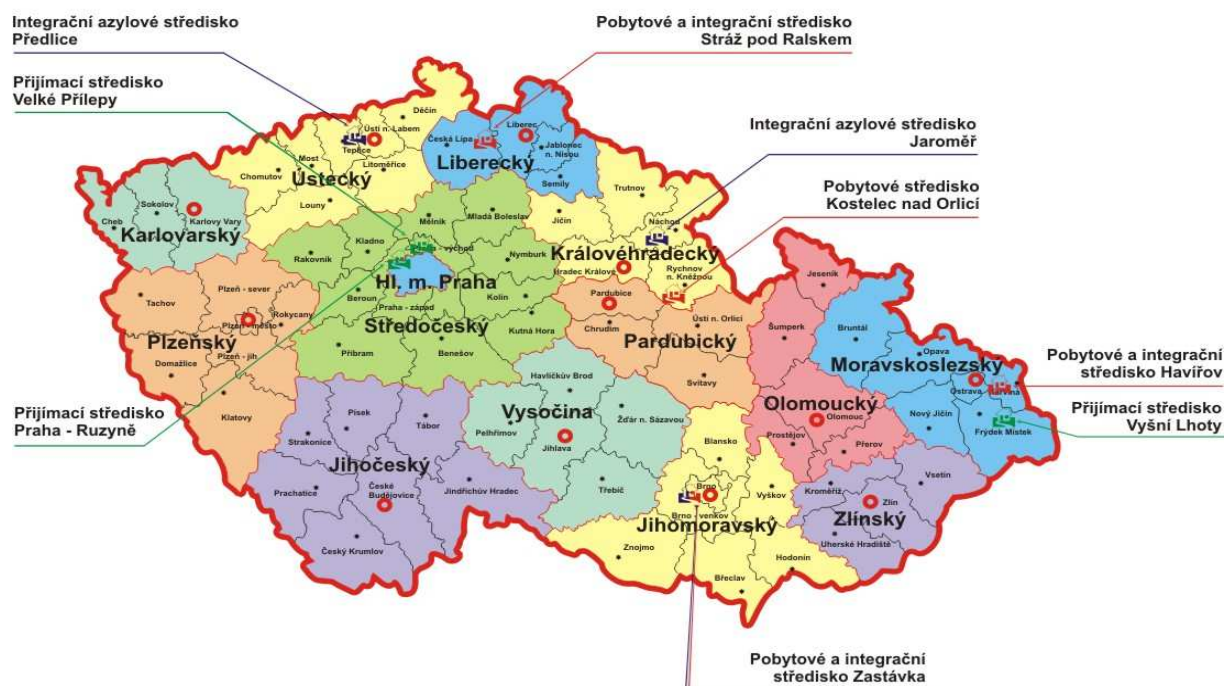 Integrační azylové středisko
Předlice
Pobytové a integrační středisko
Stráž pod Ralskem
Přijímací středisko
Velké Přílepy
Integrační azylové středisko
Jaroměř
Pobytové středisko
Kostelec nad Orlicí
Pobytové a integrační
středisko Havířov
Přijímací středisko
Vyšní Lhoty
Přijímací středisko
Praha - Ruzyně
Pobytové a integrační
středisko Zastávka
Děčín
Ústí n. Labem
Teplice
Most
Litoměřice
Chomutov
Ústecký
Louny
Česká Lípa
Liberec
Jablonec
n. Nisou
Liberecký
Semily
Sokolov
Cheb
Karlovy Vary
Karlovarský
Trutnov
Jičín
Náchod
Královéhradecký
Hradec Králové
Rychnov
n. Kněžnou
Mělník
Mladá Boleslav
Kladno
- východ
Rakovník
Nymburk
Hl. m. Praha
Beroun
Praha - západ
Kolín
Středočeský
Kutná Hora
Příbram
Benešov
Tachov
Plzeň - sever
Rokycany
Plzeň - město
Plzeňský
Domažlice
Plzeň - jih
Klatovy
Pardubice
Chrudim
Ústí n. Orlicí
Pardubický
Svitavy
Jeseník
Šumperk
Olomoucký
Olomouc
Prostějov
Přerov
Bruntál
Opava
Moravskoslezský
Ostrava
Karviná
Nový Jičín
Frýdek Místek
Havlíčkův Brod
Vysočina
Žďár n. Sázavou
Pelhřimov
Jihlava
Třebíč
Písek
Tábor
Strakonice
Jihočeský
České
Budějovice
Prachatice
Jindřichův Hradec
Český Krumlov
Blansko
Brno
Vyškov
Brno - venkov
Jihomoravský
Znojmo
Hodonín
Břeclav
Vsetín
Kroměříž
Zlín
Zlínský
Uherské Hradiště